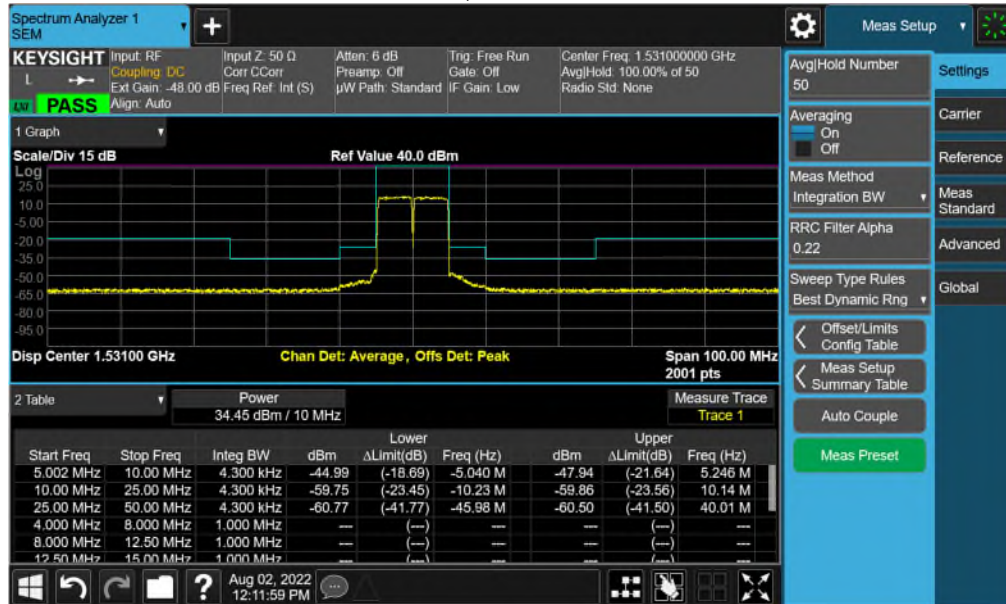 Spectrum Analyzer 1
SEM
+
Meas Setup
KEYSIGHT Input: RF Input Z: 50 Ω Atten: 6 dB Trig: Free Run Center Freq: 1.531000000 GHz
L Coupling: DC Corr CCorr Preamp: Off Gate: Off Avg|Hold: 100.00% of 50
Ext Gain: -48.00 dB Freq Ref: Int (S) µW Path: Standard IF Gain: Low Radio Std: None
LXI PASS Align: Auto
1 Graph
Scale/Div 15 dB Ref Value 40.0 dBm
Log
25.0
10.0
-5.00
-20.0
-35.0
-50.0
-65.0
-80.0
-95.0
Disp Center 1.53100 GHz Chan Det: Average, Offs Det: Peak Span 100.00 MHz
2001 pts
2 Table Power Measure Trace
34.45 dBm / 10 MHz Trace 1
Lower Upper
Start Freq Stop Freq Integ BW dBm ΔLimit(dB) Freq (Hz) dBm ΔLimit(dB) Freq (Hz)
5.002 MHz 10.00 MHz 4.300 kHz -44.99 (-18.69) -5.040 M -47.94 (-21.64) 5.246 M
10.00 MHz 25.00 MHz 4.300 kHz -59.75 (-23.45) -10.23 M -59.86 (-23.56) 10.14 M
25.00 MHz 50.00 MHz 4.300 kHz -60.77 (-41.77) -45.98 M -60.50 (-41.50) 40.01 M
4.000 MHz 8.000 MHz 1.000 MHz --- (---) --- --- (---) ---
8.000 MHz 12.50 MHz 1.000 MHz --- (---) --- --- (---) ---
12.50 MHz 15.00 MHz 1.000 MHz --- (---) --- --- (---) ---
? Aug 02, 2022
12:11:59 PM
Avg|Hold Number
50
Averaging
On
Off
Meas Method
Integration BW
RRC Filter Alpha
0.22
Sweep Type Rules
Best Dynamic Rng
Offset/Limits
Config Table
Meas Setup
Summary Table
Auto Couple
Meas Preset
Settings
Carrier
Reference
Meas
Standard
Advanced
Global